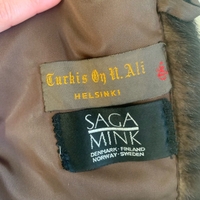 Turkis Oy N. Ali
HELSINKI
SAGA
MINK
DENMARK · FINLAND
NORWAY · SWEDEN